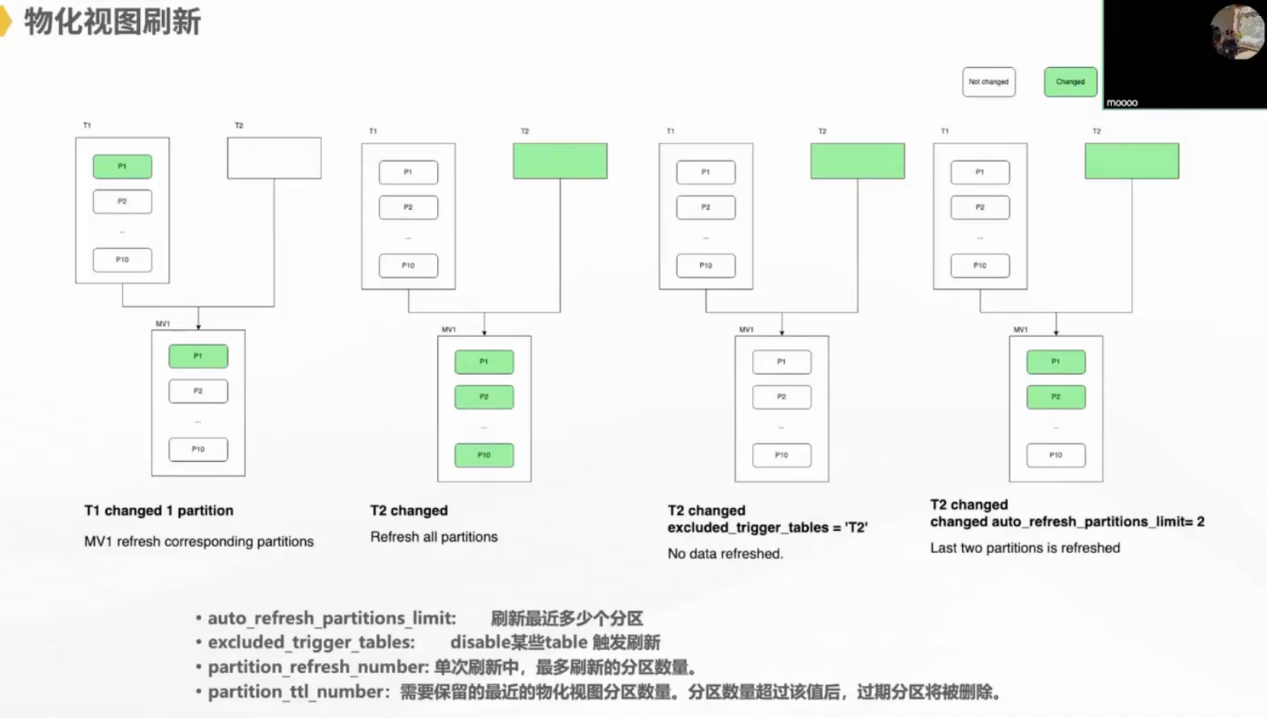 物化视图刷新
moooo
Not changed
Changed
T1
T2
P1
P2
...
P10
MV1
P1
P2
...
P10
T1 changed 1 partition
MV1 refresh corresponding partitions
T1
T2
P1
P2
...
P10
MV1
P1
P2
...
P10
T2 changed
Refresh all partitions
T1
T2
P1
P2
...
P10
MV1
P1
P2
...
P10
T2 changed
excluded_trigger_tables = 'T2'
No data refreshed.
T1
T2
P1
P2
...
P10
MV1
P1
P2
...
P10
T2 changed
changed auto_refresh_partitions_limit= 2
Last two partitions is refreshed
• auto_refresh_partitions_limit: 刷新最近多少个分区
• excluded_trigger_tables: disable某些table 触发刷新
• partition_refresh_number: 单次刷新中，最多刷新的分区数量。
• partition_ttl_number：需要保留的最近的物化视图分区数量。分区数量超过该值后，过期分区将被删除。